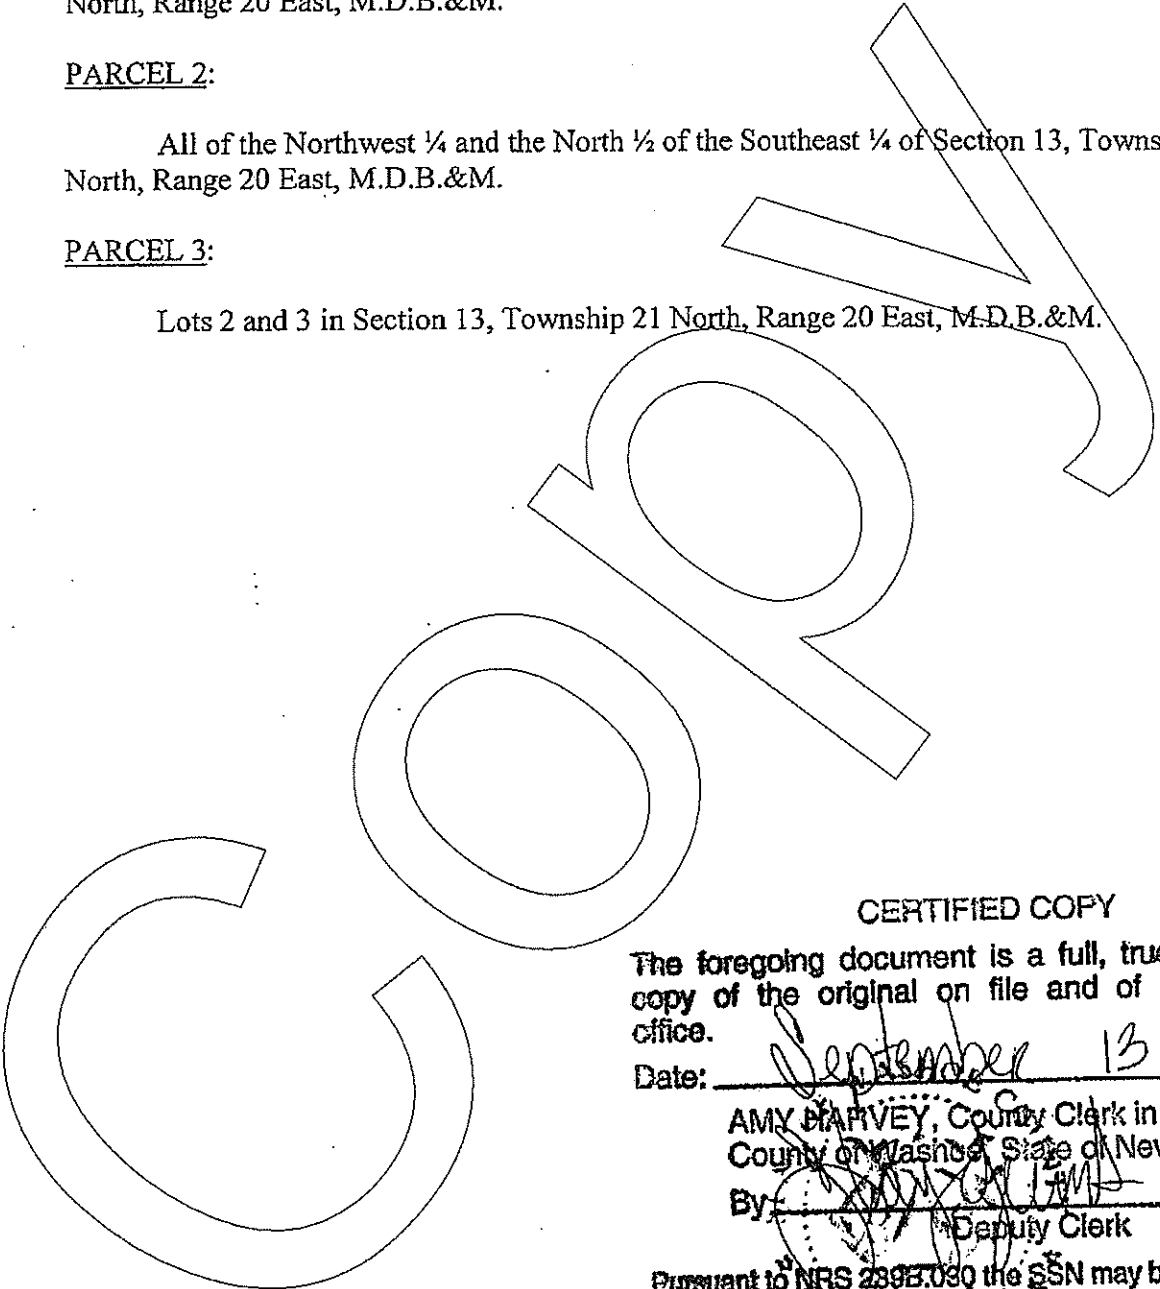 North, Range 20 East, M.D.B.&M.
PARCEL 2:
All of the Northwest ¼ and the North ½ of the Southeast ¼ of Section 13, Towns
North, Range 20 East, M.D.B.&M.
PARCEL 3:
Lots 2 and 3 in Section 13, Township 21 North, Range 20 East, M.D.B.&M.
Copy
CERTIFIED COPY
The foregoing document is a full, true
copy of the original on file and of
office.
Date: September 13
AMY HARVEY, County Clerk in
County of Washoe, State of Nev
By
Deputy Clerk
Pursuant to NRS 239B.030 the SSN may b